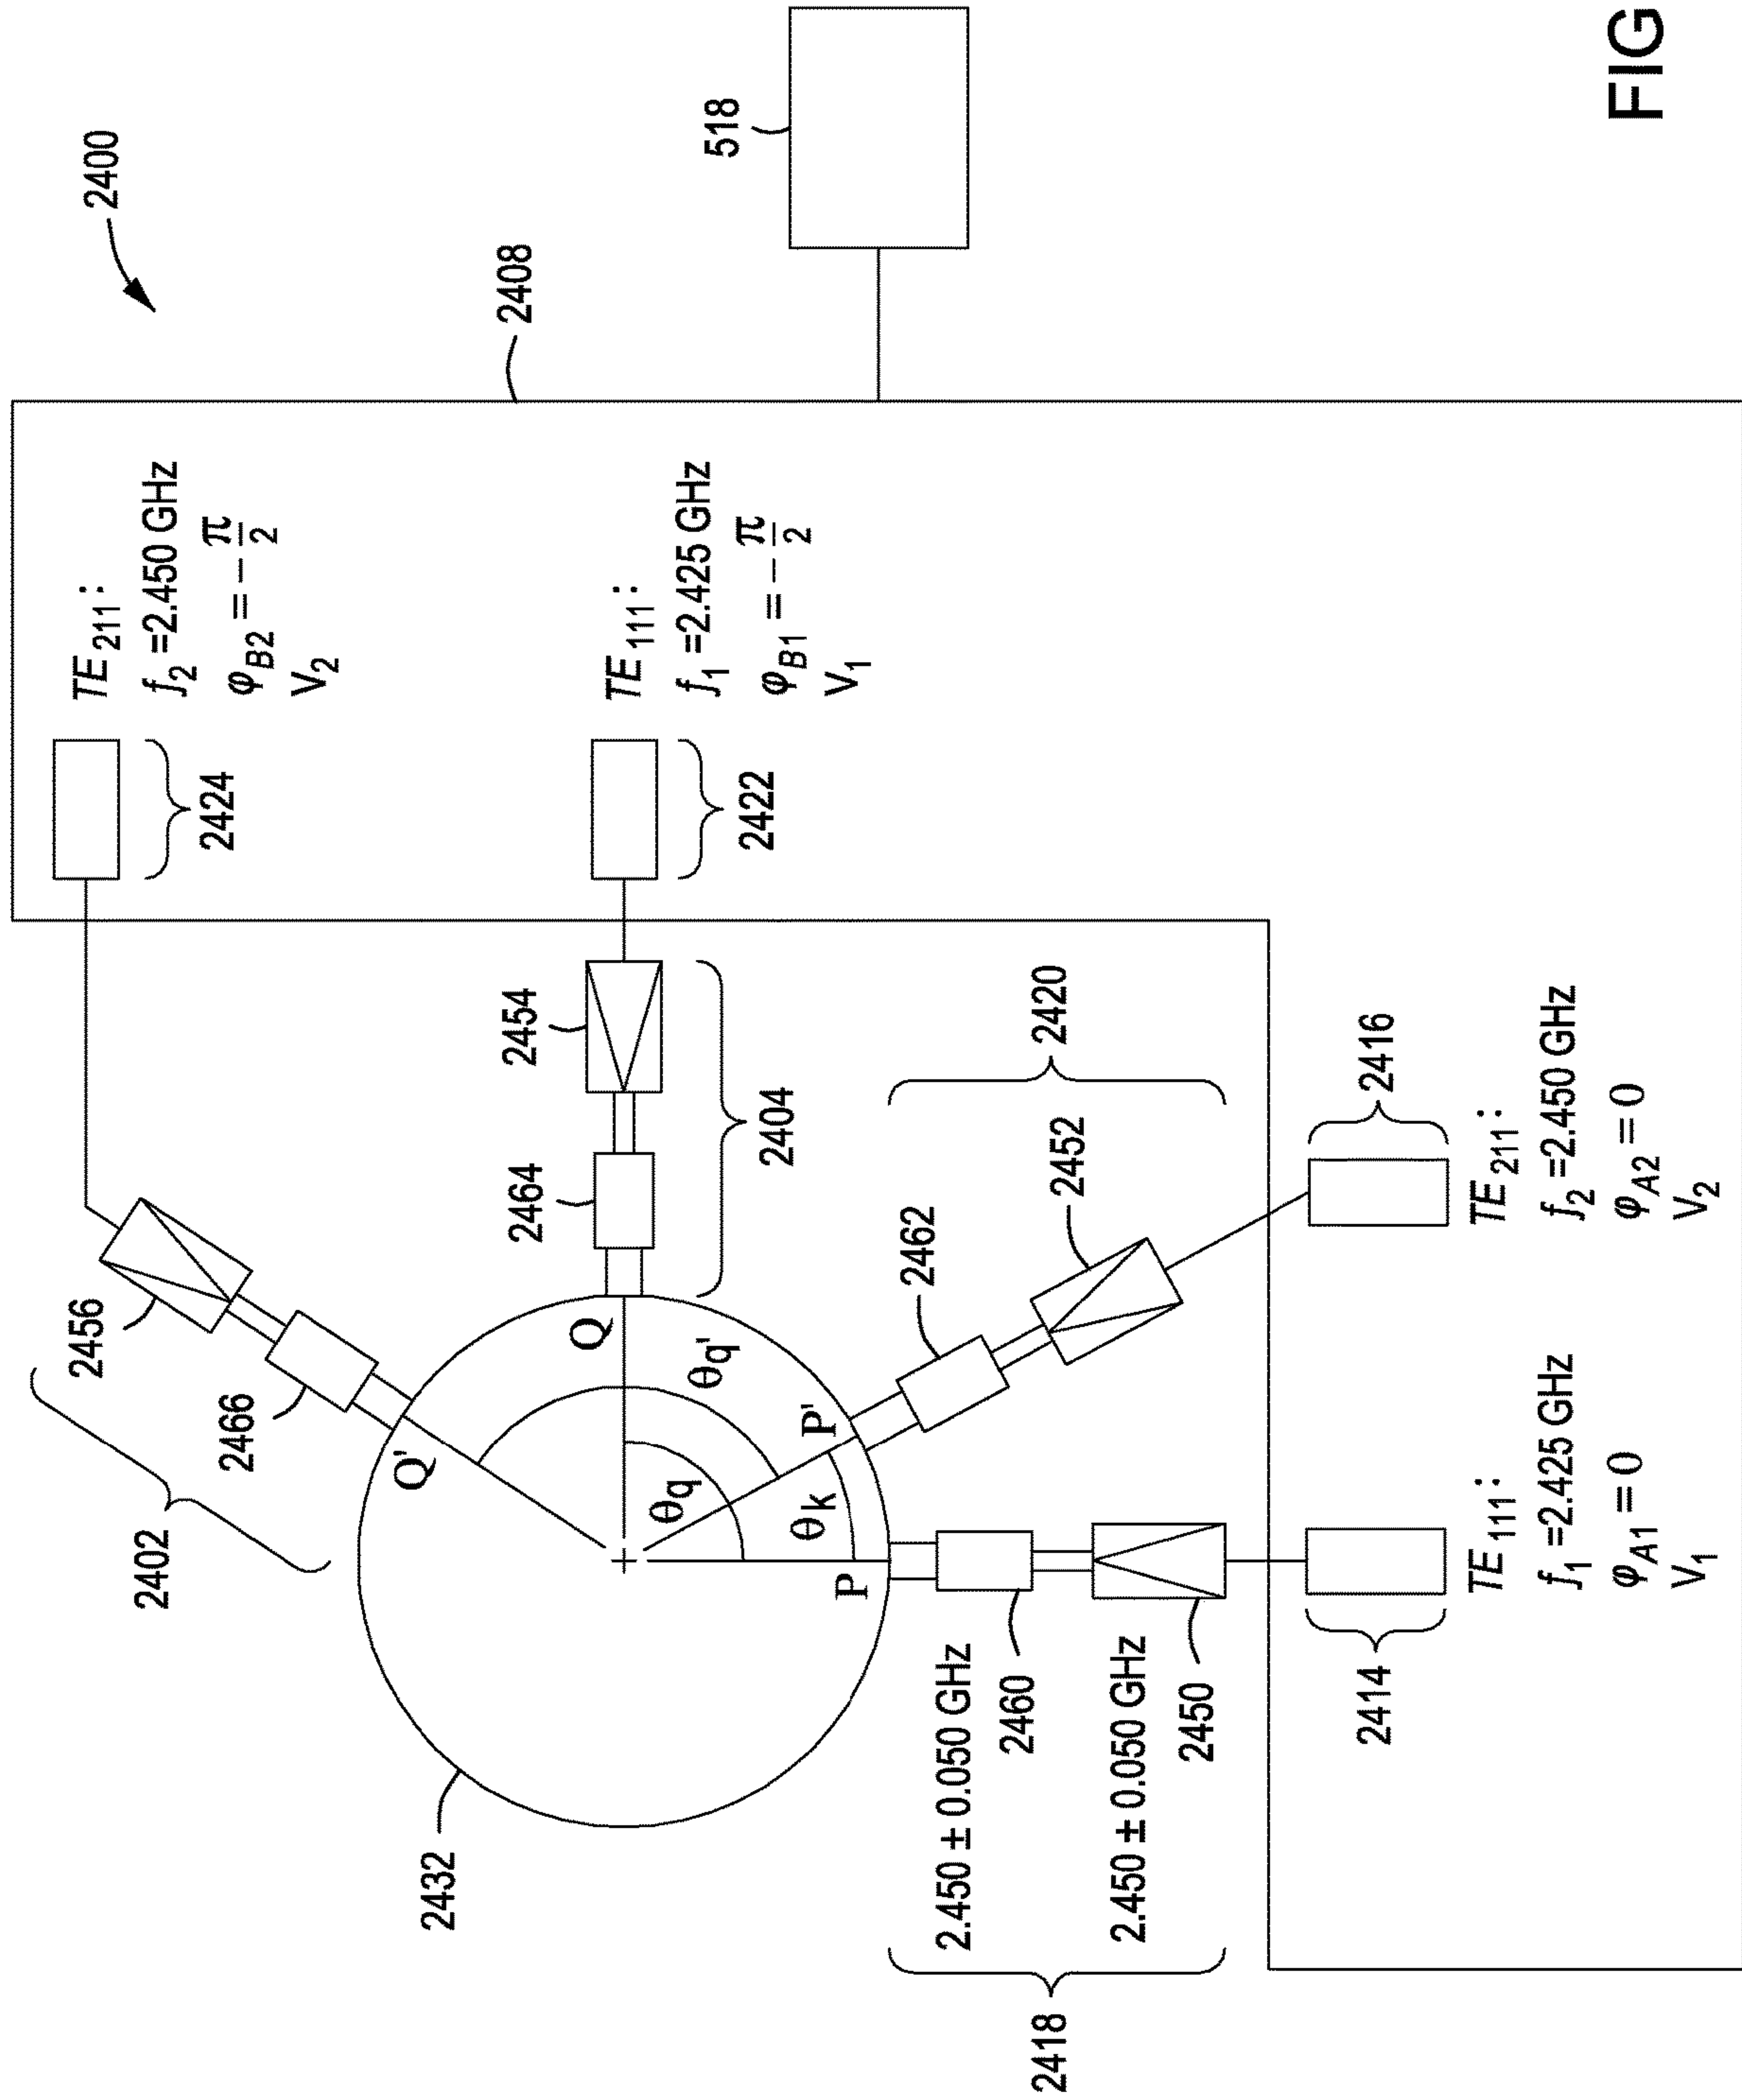 2400
2408
518
TE211:
f2 =2.450 GHz
φB2 = -π/2
V2
2424
TE111:
f1 =2.425 GHz
φB1 = -π/2
V1
2422
2456
2466
2402
2454
2464
2404
Q'
Q
θq'
θq
P'
θk
P
2432
2462
2452
2420
2.450 ± 0.050 GHz
2460
2.450 ± 0.050 GHz
2450
2418
2414
TE111:
f1 =2.425 GHz
φA1 = 0
V1
2416
TE211:
f2 =2.450 GHz
φA2 = 0
V2
FIG